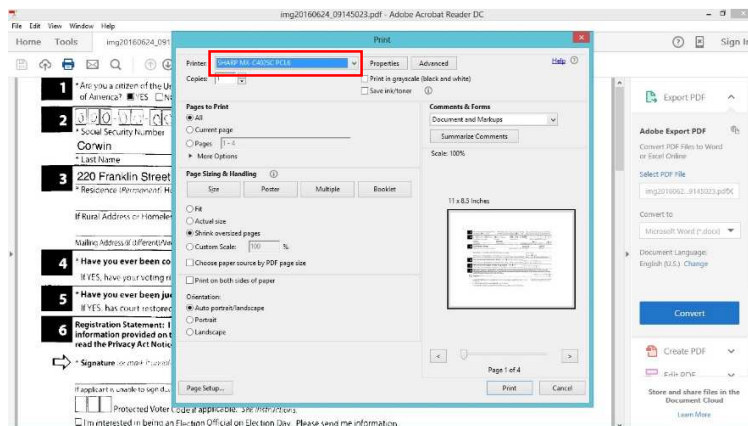 img20160624_09145023.pdf - Adobe Acrobat Reader DC
File Edit View Window Help
Home Tools img20160624_091
Sign In
1 * Are you a citizen of the Un
of America? YES
2
* Social Security Number
Corwin
* Last Name
3 220 Franklin Street
* Residence (Permanent) H
If Rural Address or Homeles
Mailing Address (if different)
4 * Have you ever been co
If YES, have your voting ri
5 * Have you ever been ju
If YES, has court restored
6 Registration Statement: I
information provided on t
read the Privacy Act Notic
* Signature
If applicant is unable to sign
Protected Voter Code if applicable. See Instructions.
I'm interested in being an Election Official on Election Day. Please send me information.
Print
Printer: SHARP MX-C402SC PCL6 Properties Advanced Help
Copies: 1 Print in grayscale (black and white)
Save ink/toner
Pages to Print
All
Current page
Pages 1 - 4
More Options
Page Sizing & Handling
Size Poster Multiple Booklet
Fit
Actual size
Shrink oversized pages
Custom Scale: 100 %
Choose paper source by PDF page size
Print on both sides of paper
Orientation:
Auto portrait/landscape
Portrait
Landscape
Comments & Forms
Document and Markups
Summarize Comments
Scale: 100%
11 x 8.5 Inches
< >
Page 1 of 4
Page Setup... Print Cancel
Export PDF
Adobe Export PDF
Convert PDF Files to Word
or Excel Online
Select PDF File
Convert to
Microsoft Word (*.docx)
Document Language:
English (U.S.) Change
Convert
Create PDF
Edit PDF
Store and share files in the
Document Cloud
Learn More